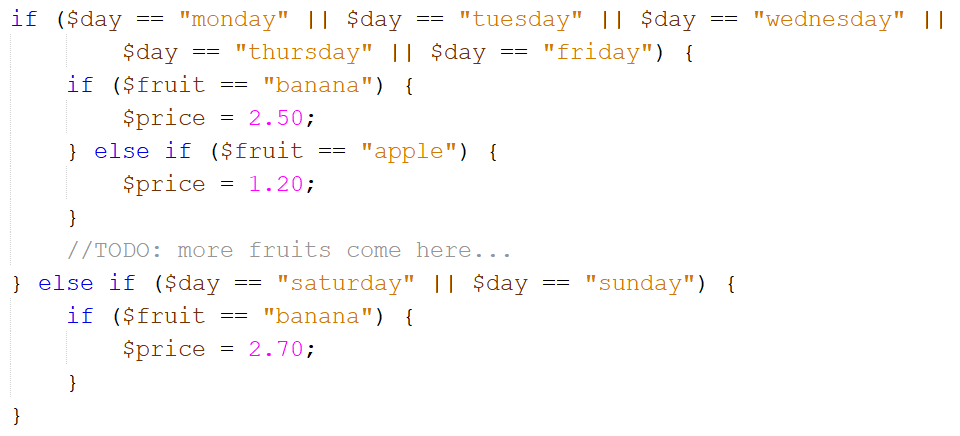 if ($day == "monday" || $day == "tuesday" || $day == "wednesday" ||
        $day == "thursday" || $day == "friday") {
    if ($fruit == "banana") {
        $price = 2.50;
    } else if ($fruit == "apple") {
        $price = 1.20;
    }
    //TODO: more fruits come here...
} else if ($day == "saturday" || $day == "sunday") {
    if ($fruit == "banana") {
        $price = 2.70;
    }
}